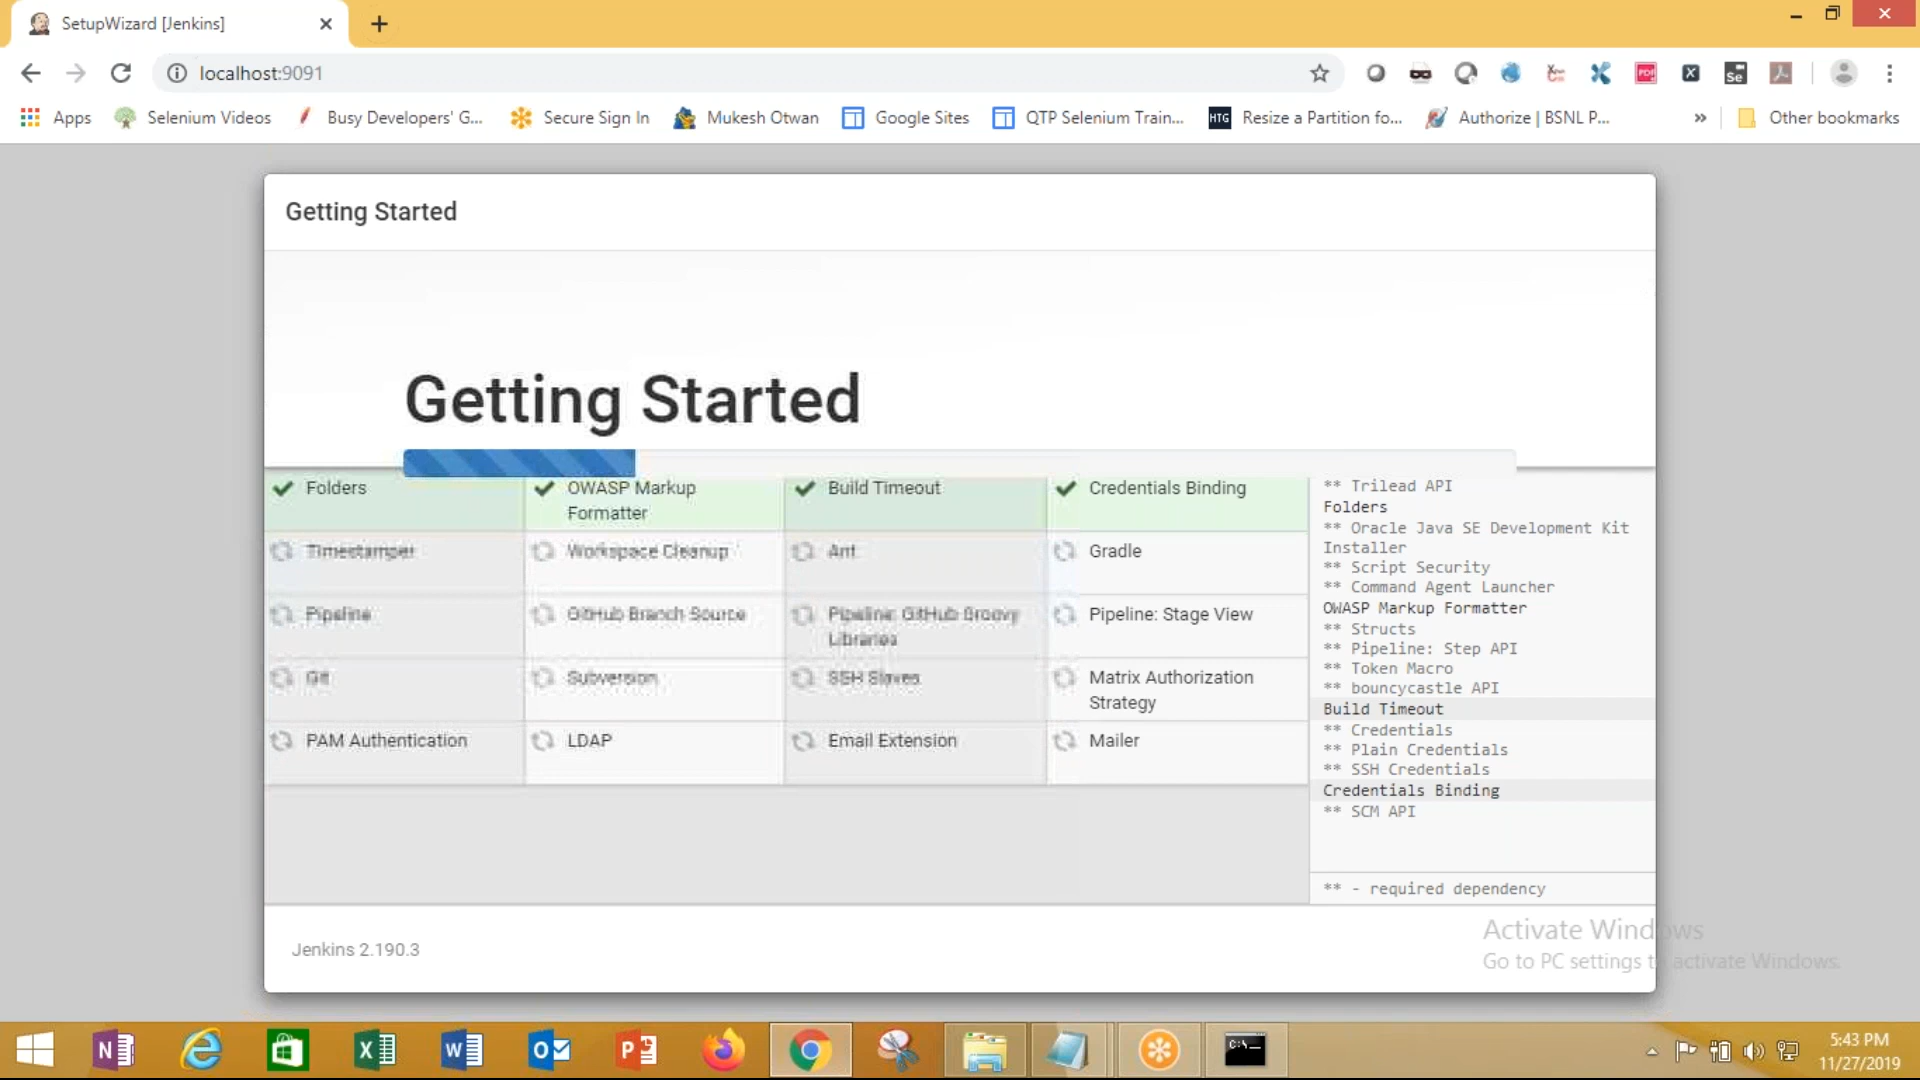 SetupWizard [Jenkins]
localhost:9091
Apps
Selenium Videos
Busy Developers' G...
Secure Sign In
Mukesh Otwan
Google Sites
QTP Selenium Train...
HTG
Resize a Partition fo...
Authorize | BSNL P...
»
Other bookmarks
Getting Started
Getting Started
Folders
OWASP Markup
Formatter
Build Timeout
Credentials Binding
Timestamper
Workspace Cleanup
Ant
Gradle
Pipeline
GitHub Branch Source
Pipeline: GitHub Groovy
Libraries
Pipeline: Stage View
Git
Subversion
SSH Slaves
Matrix Authorization
Strategy
PAM Authentication
LDAP
Email Extension
Mailer
** Trilead API
Folders
** Oracle Java SE Development Kit
Installer
** Script Security
** Command Agent Launcher
OWASP Markup Formatter
** Structs
** Pipeline: Step API
** Token Macro
** bouncycastle API
Build Timeout
** Credentials
** Plain Credentials
** SSH Credentials
Credentials Binding
** SCM API
** - required dependency
Activate Windows
Go to PC settings to activate Windows.
Jenkins 2.190.3
5:43 PM
11/27/2019